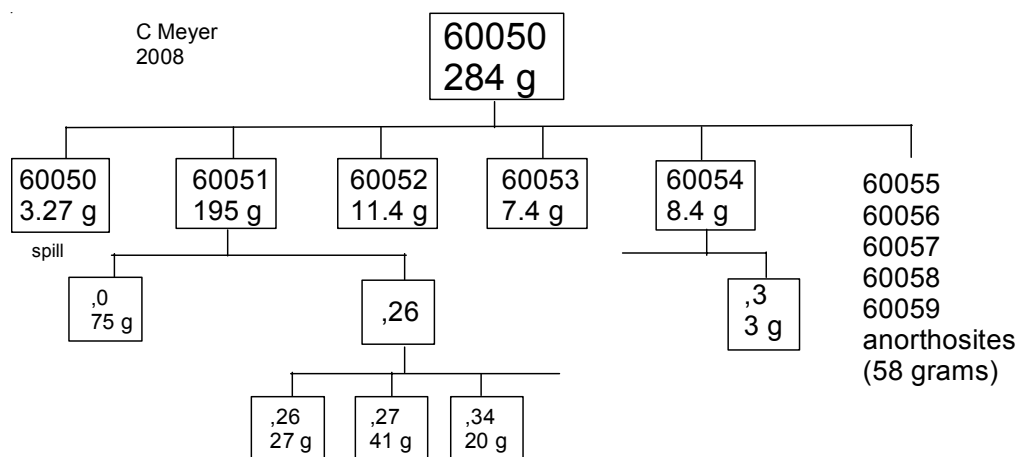 C Meyer
2008
60050
284 g
60050
3.27 g
spill
60051
195 g
60052
11.4 g
60053
7.4 g
60054
8.4 g
60055
60056
60057
60058
60059
anorthosites
(58 grams)
,0
75 g
,26
,3
3 g
,26
27 g
,27
41 g
,34
20 g